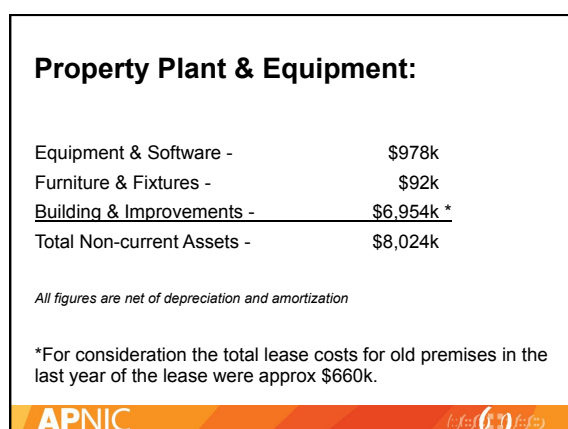 Property Plant & Equipment:
Equipment & Software - $978k
Furniture & Fixtures - $92k
Building & Improvements - $6,954k *
Total Non-current Assets - $8,024k
All figures are net of depreciation and amortization
*For consideration the total lease costs for old premises in the
last year of the lease were approx $660k.
APNIC